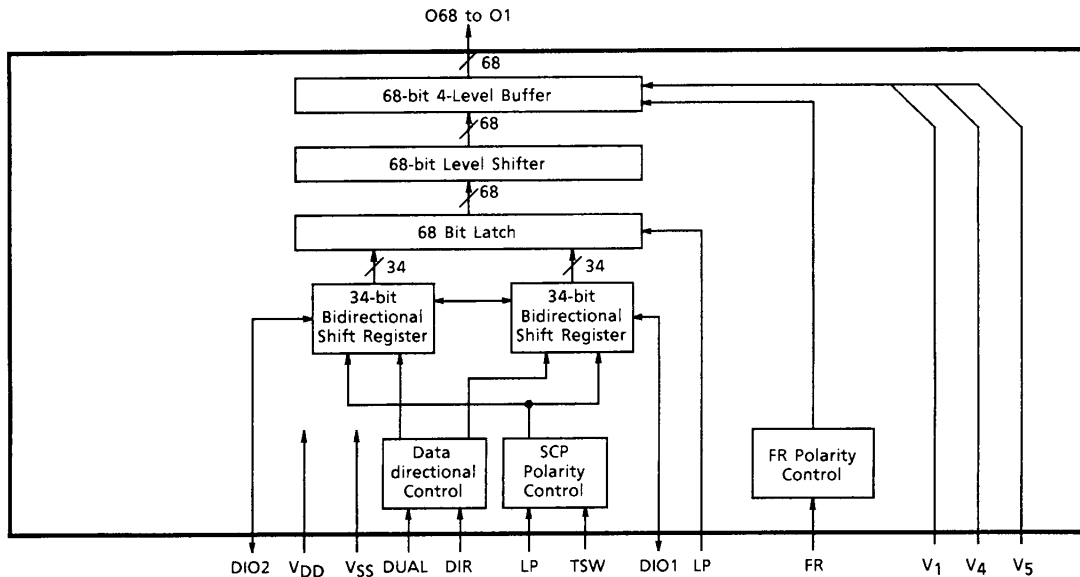 O68 to O1
68
68-bit 4-Level Buffer
68
68-bit Level Shifter
68
68 Bit Latch
34
34
34-bit
Bidirectional
Shift Register
34-bit
Bidirectional
Shift Register
Data
directional
Control
SCP
Polarity
Control
FR Polarity
Control
DIO2
VDD
VSS
DUAL
DIR
LP
TSW
DIO1
LP
FR
V1
V4
V5